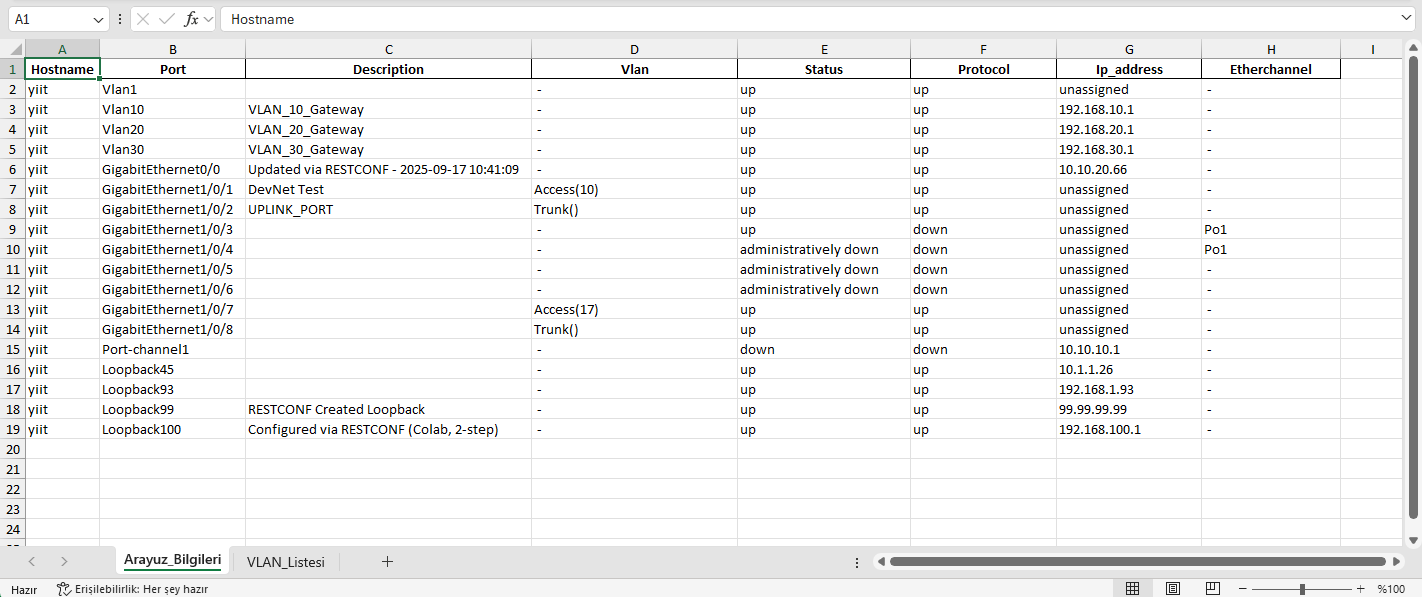 A1 fx Hostname
A B C D E F G H I
1 Hostname Port Description Vlan Status Protocol Ip_address Etherchannel
2 yiit Vlan1 - up up unassigned -
3 yiit Vlan10 VLAN_10_Gateway - up up 192.168.10.1 -
4 yiit Vlan20 VLAN_20_Gateway - up up 192.168.20.1 -
5 yiit Vlan30 VLAN_30_Gateway - up up 192.168.30.1 -
6 yiit GigabitEthernet0/0 Updated via RESTCONF - 2025-09-17 10:41:09 - up up 10.10.20.66 -
7 yiit GigabitEthernet1/0/1 DevNet Test Access(10) up up unassigned -
8 yiit GigabitEthernet1/0/2 UPLINK_PORT Trunk() up up unassigned -
9 yiit GigabitEthernet1/0/3 - up down unassigned Po1
10 yiit GigabitEthernet1/0/4 - administratively down down unassigned Po1
11 yiit GigabitEthernet1/0/5 - administratively down down unassigned -
12 yiit GigabitEthernet1/0/6 - administratively down down unassigned -
13 yiit GigabitEthernet1/0/7 Access(17) up up unassigned -
14 yiit GigabitEthernet1/0/8 Trunk() up up unassigned -
15 yiit Port-channel1 - down down 10.10.10.1 -
16 yiit Loopback45 - up up 10.1.1.26 -
17 yiit Loopback93 - up up 192.168.1.93 -
18 yiit Loopback99 RESTCONF Created Loopback - up up 99.99.99.99 -
19 yiit Loopback100 Configured via RESTCONF (Colab, 2-step) - up up 192.168.100.1 -
20
21
22
23
24
Arayuz_Bilgileri VLAN_Listesi +
Hazır Erişilebilirlik: Her şey hazır %100